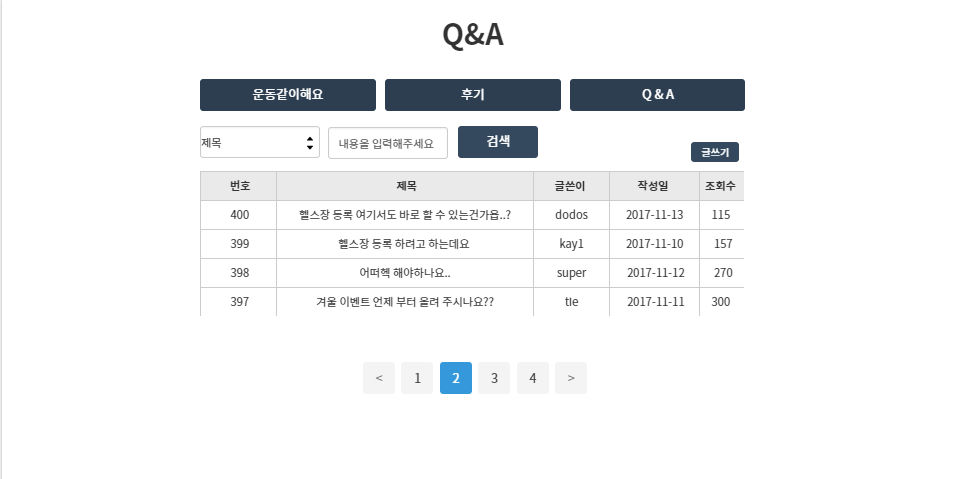 Q&A
운동같이해요 후기 Q & A
제목 내용을 입력해주세요 검색
글쓰기
번호 제목 글쓴이 작성일 조회수
400 헬스장 등록 여기서도 바로 할 수 있는건가욥..? dodos 2017-11-13 115
399 헬스장 등록 하려고 하는데요 kay1 2017-11-10 157
398 어떠헥 해야하나요.. super 2017-11-12 270
397 겨울 이벤트 언제 부터 올려 주시나요?? tie 2017-11-11 300
< 1 2 3 4 >